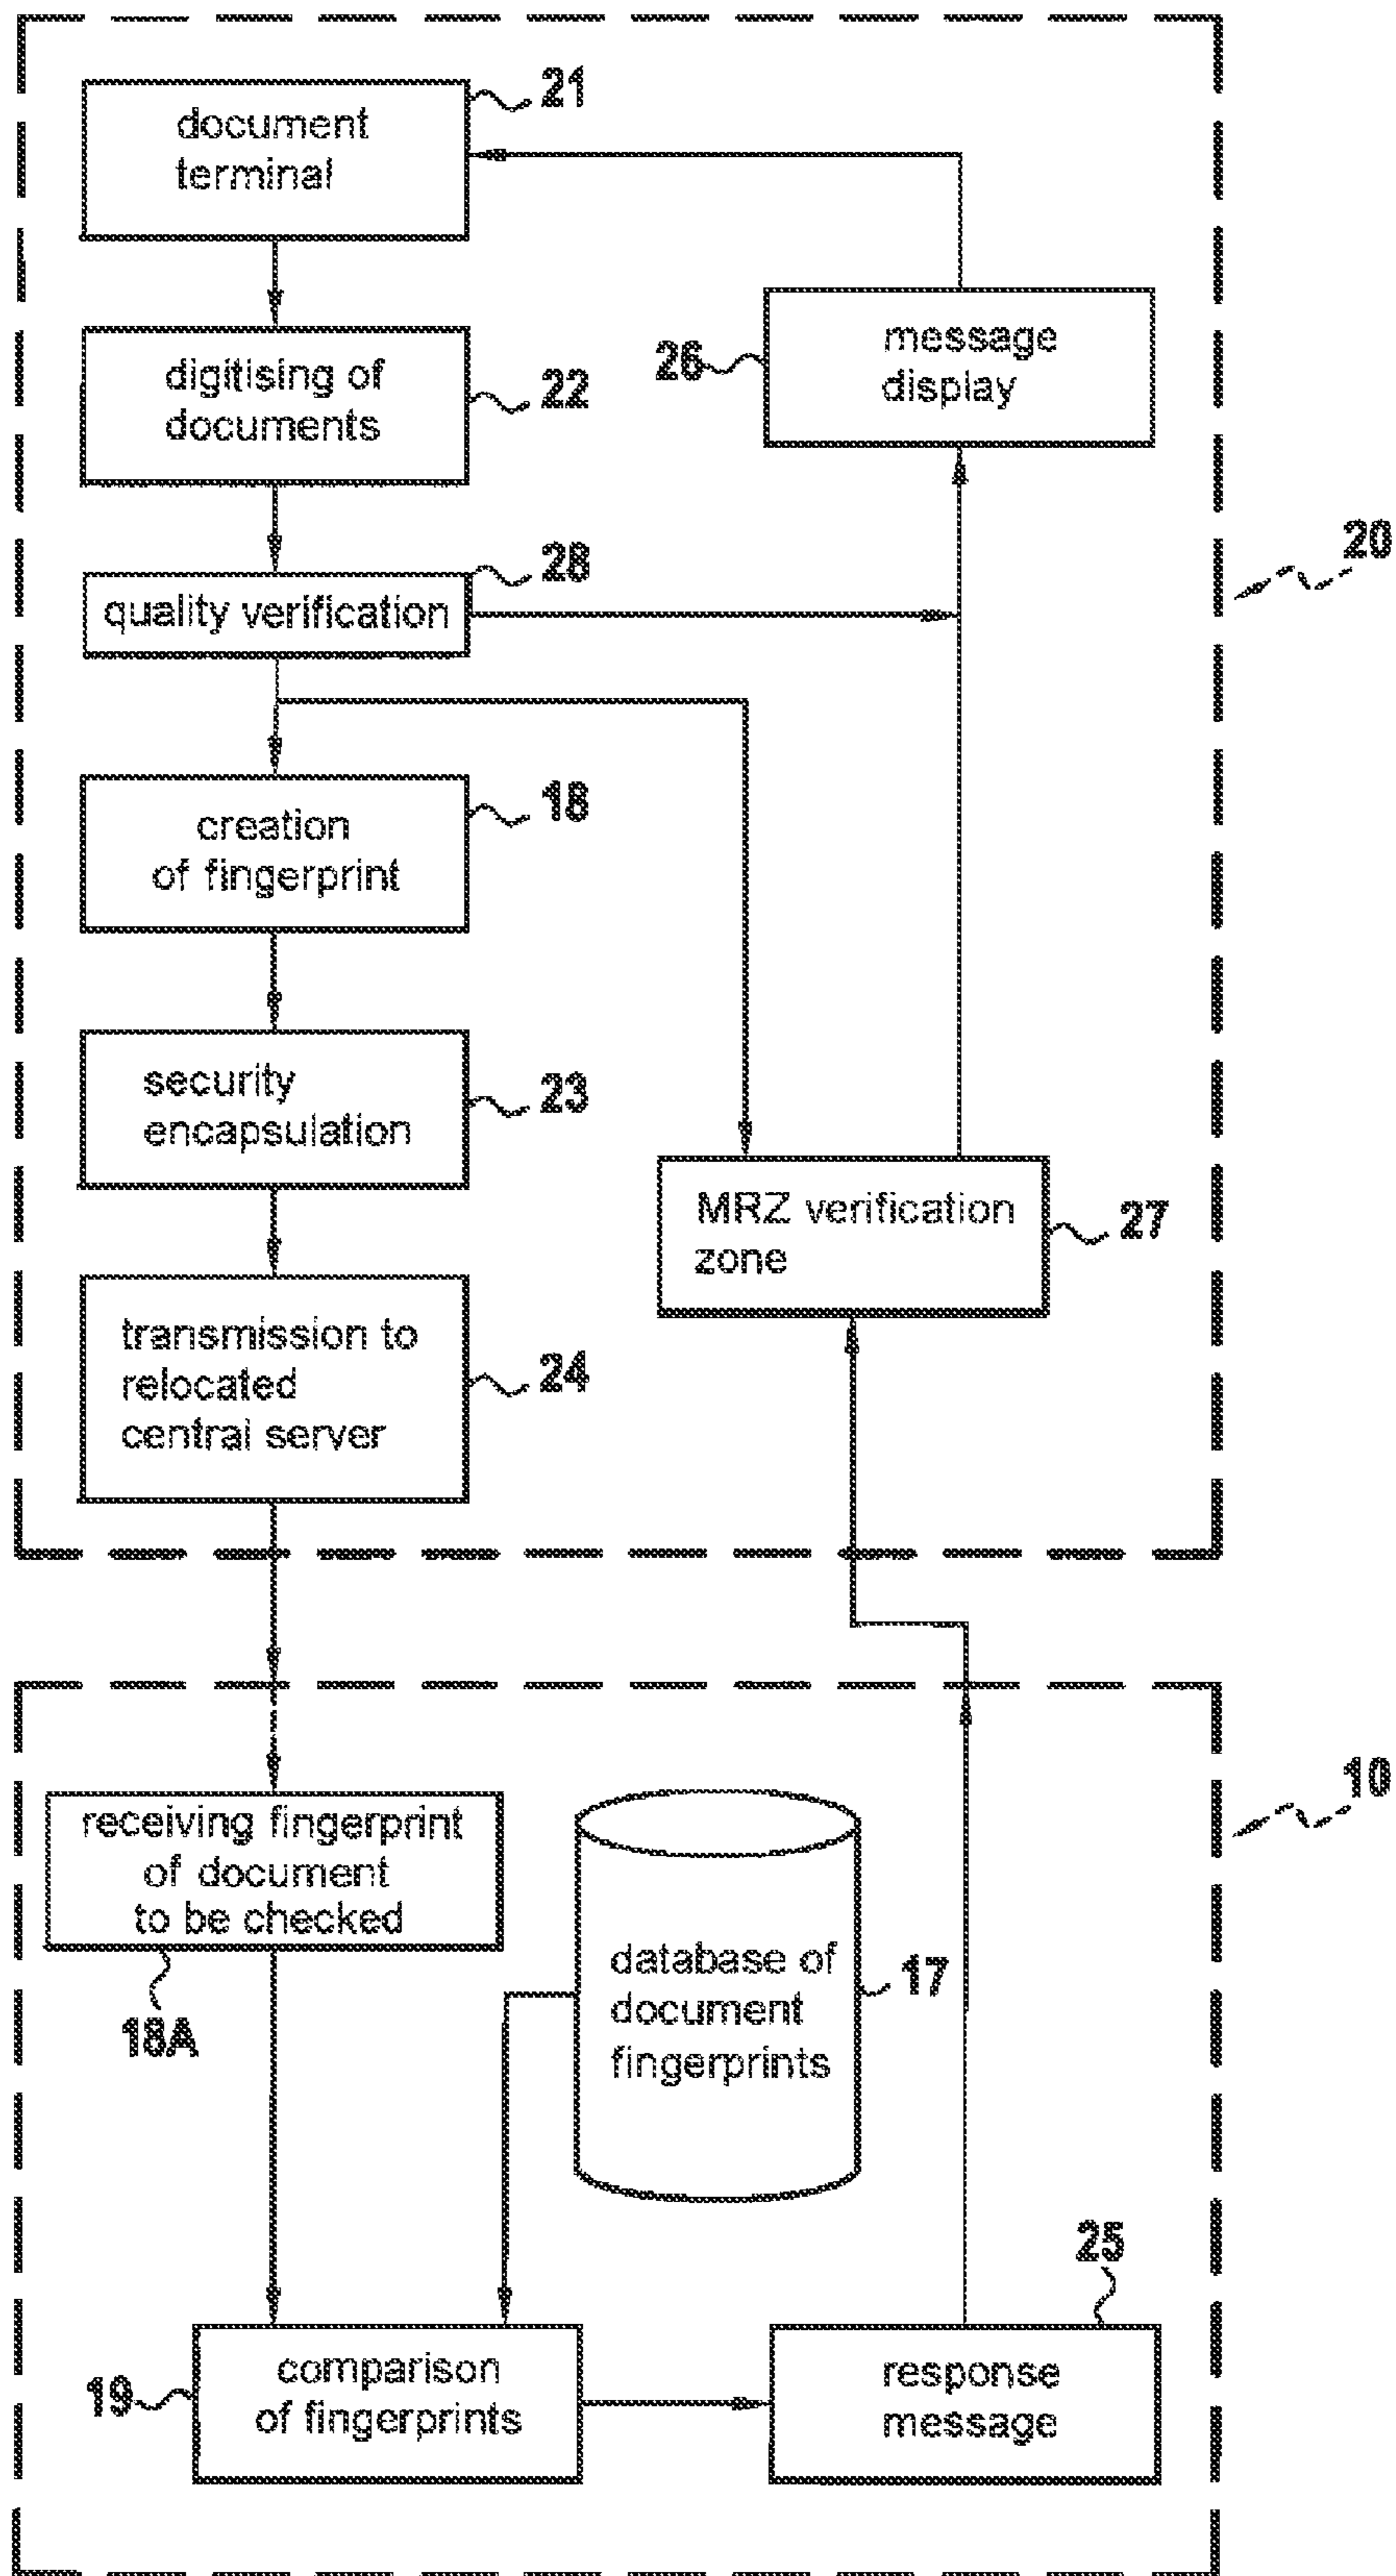 21
document
terminal
26
message
display
digitising of
documents
22
20
28
quality verification
18
creation
of fingerprint
security
encapsulation
23
MRZ verification
zone
27
transmission to
relocated
central server
24
10
receiving fingerprint
of document
to be checked
18A
database of
document
fingerprints
17
25
19
comparison
of fingerprints
response
message